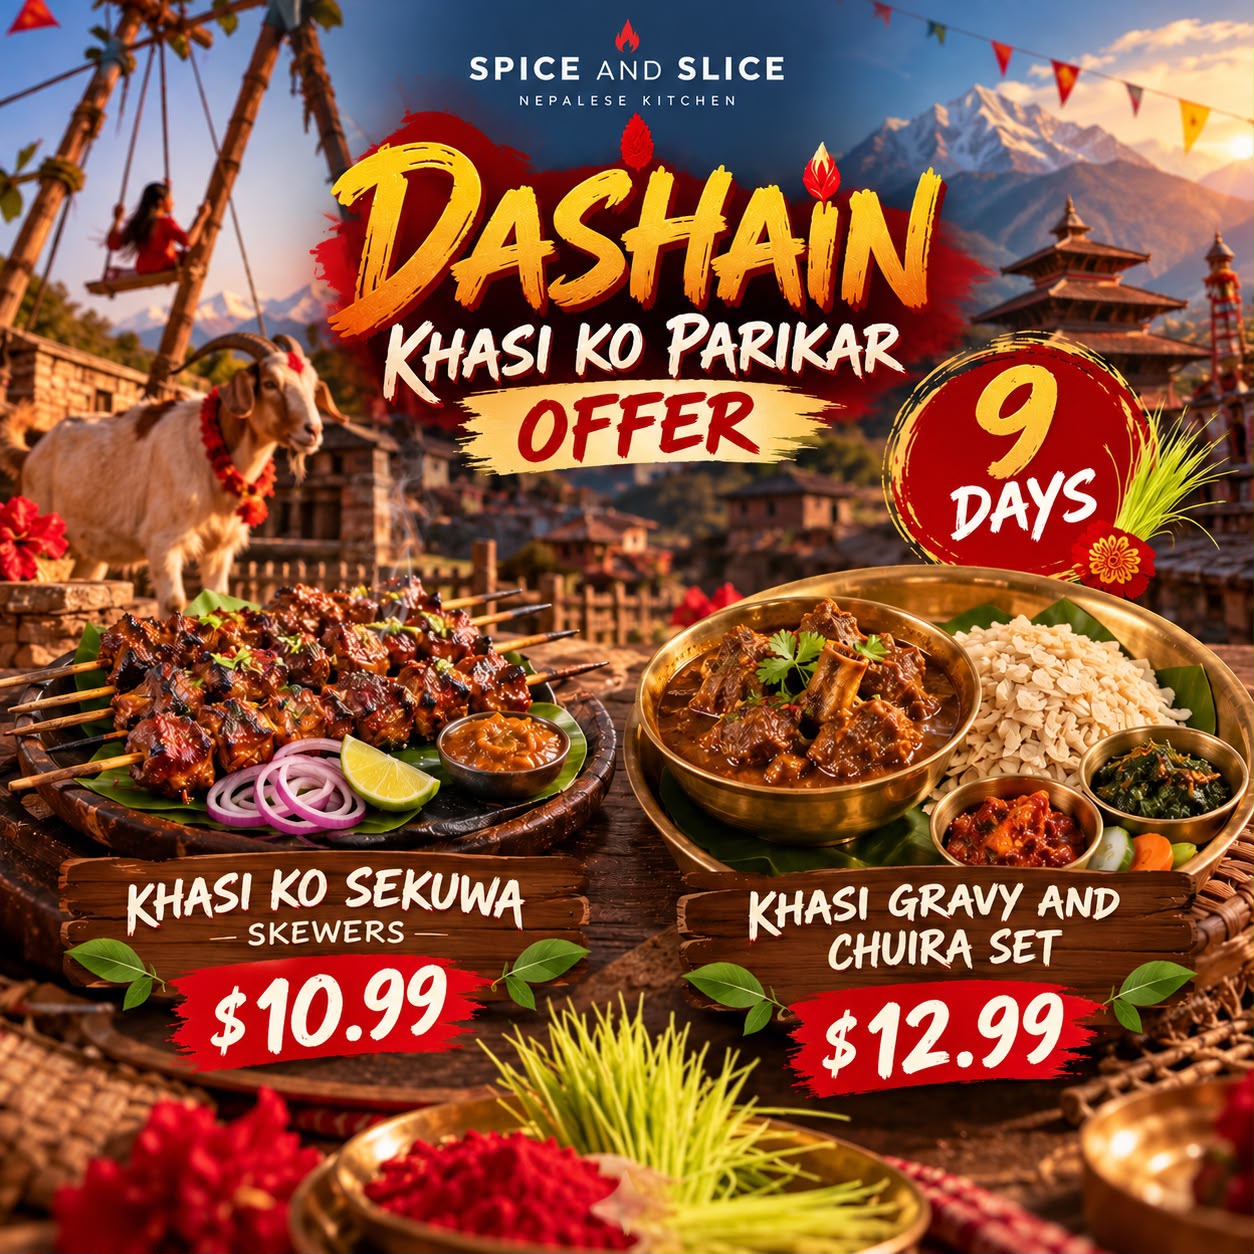 SPICE AND SLICE
NEPALESE KITCHEN
DASHAIN
KHASI KO PARIKAR
OFFER
9
DAYS
KHASI KO SEKUWA
SKEWERS
$10.99
KHASI GRAVY AND
CHUIRA SET
$12.99